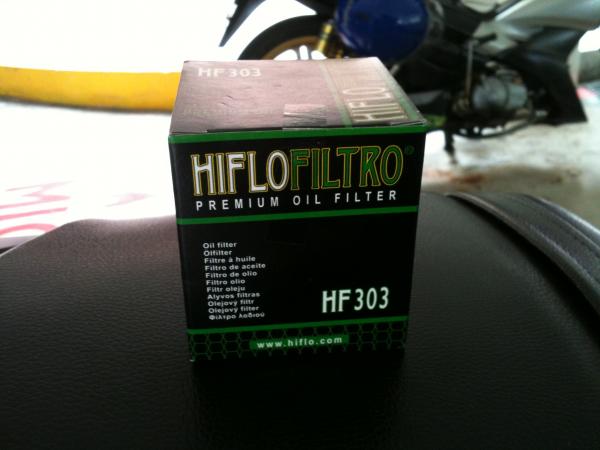 HF303
HIFLO
HIFLOFILTRO®
PREMIUM OIL FILTER
Oil filter
Ölfilter
Filtre à huile
Filtro de aceite
Filtro de olio
Filtro olio
Filtr oleju
Alyvos filtras
Olejový filtr
Olejový filter
Φίλτρο λαδιού
HF303
www.hiflo.com